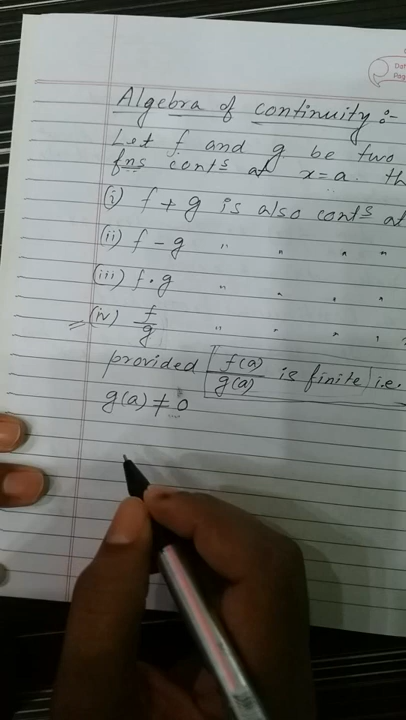 Algebra of continuity :-
Let f and g be two
fns conts at x=a. th
(i) f + g is also conts at
(ii) f - g " " " "
(iii) f . g " " " "
(iv) f/g " " " "
provided f(a)/g(a) is finite i.e.
g(a) ≠ 0